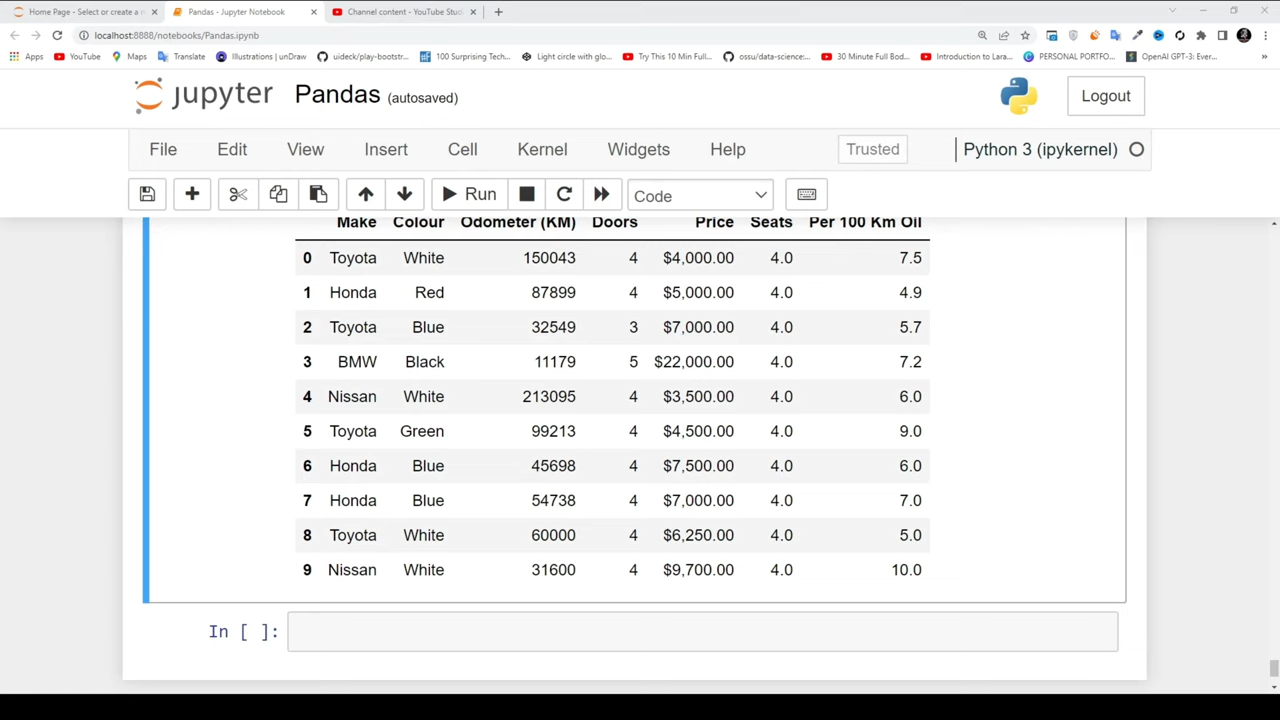 Home Page - Select or create a n
Pandas - Jupyter Notebook
Channel content - YouTube Stud
localhost:8888/notebooks/Pandas.ipynb
Apps YouTube Maps Translate Illustrations | unDraw uideck/play-bootstr... 100 Surprising Tech... Light circle with glo... Try This 10 Min Full... ossu/data-science:... 30 Minute Full Bod... Introduction to Lara... PERSONAL PORTFO... OpenAI GPT-3: Ever... »
jupyter Pandas (autosaved) Logout
File Edit View Insert Cell Kernel Widgets Help Trusted Python 3 (ipykernel)
Run Code
Make Colour Odometer (KM) Doors Price Seats Per 100 Km Oil
0 Toyota White 150043 4 $4,000.00 4.0 7.5
1 Honda Red 87899 4 $5,000.00 4.0 4.9
2 Toyota Blue 32549 3 $7,000.00 4.0 5.7
3 BMW Black 11179 5 $22,000.00 4.0 7.2
4 Nissan White 213095 4 $3,500.00 4.0 6.0
5 Toyota Green 99213 4 $4,500.00 4.0 9.0
6 Honda Blue 45698 4 $7,500.00 4.0 6.0
7 Honda Blue 54738 4 $7,000.00 4.0 7.0
8 Toyota White 60000 4 $6,250.00 4.0 5.0
9 Nissan White 31600 4 $9,700.00 4.0 10.0
In [ ]: